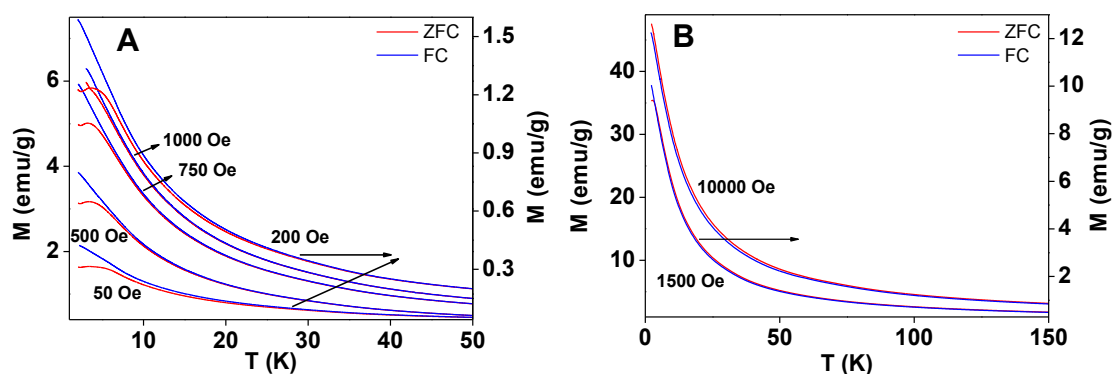 A
ZFC
FC
1.5
1.2
0.9
0.6
0.3
6
4
2
M (emu/g)
M (emu/g)
1000 Oe
750 Oe
500 Oe
200 Oe
50 Oe
10 20 30 40 50
T (K)
B
ZFC
FC
12
10
8
6
4
2
40
30
20
10
M (emu/g)
M (emu/g)
10000 Oe
1500 Oe
0 50 100 150
T (K)